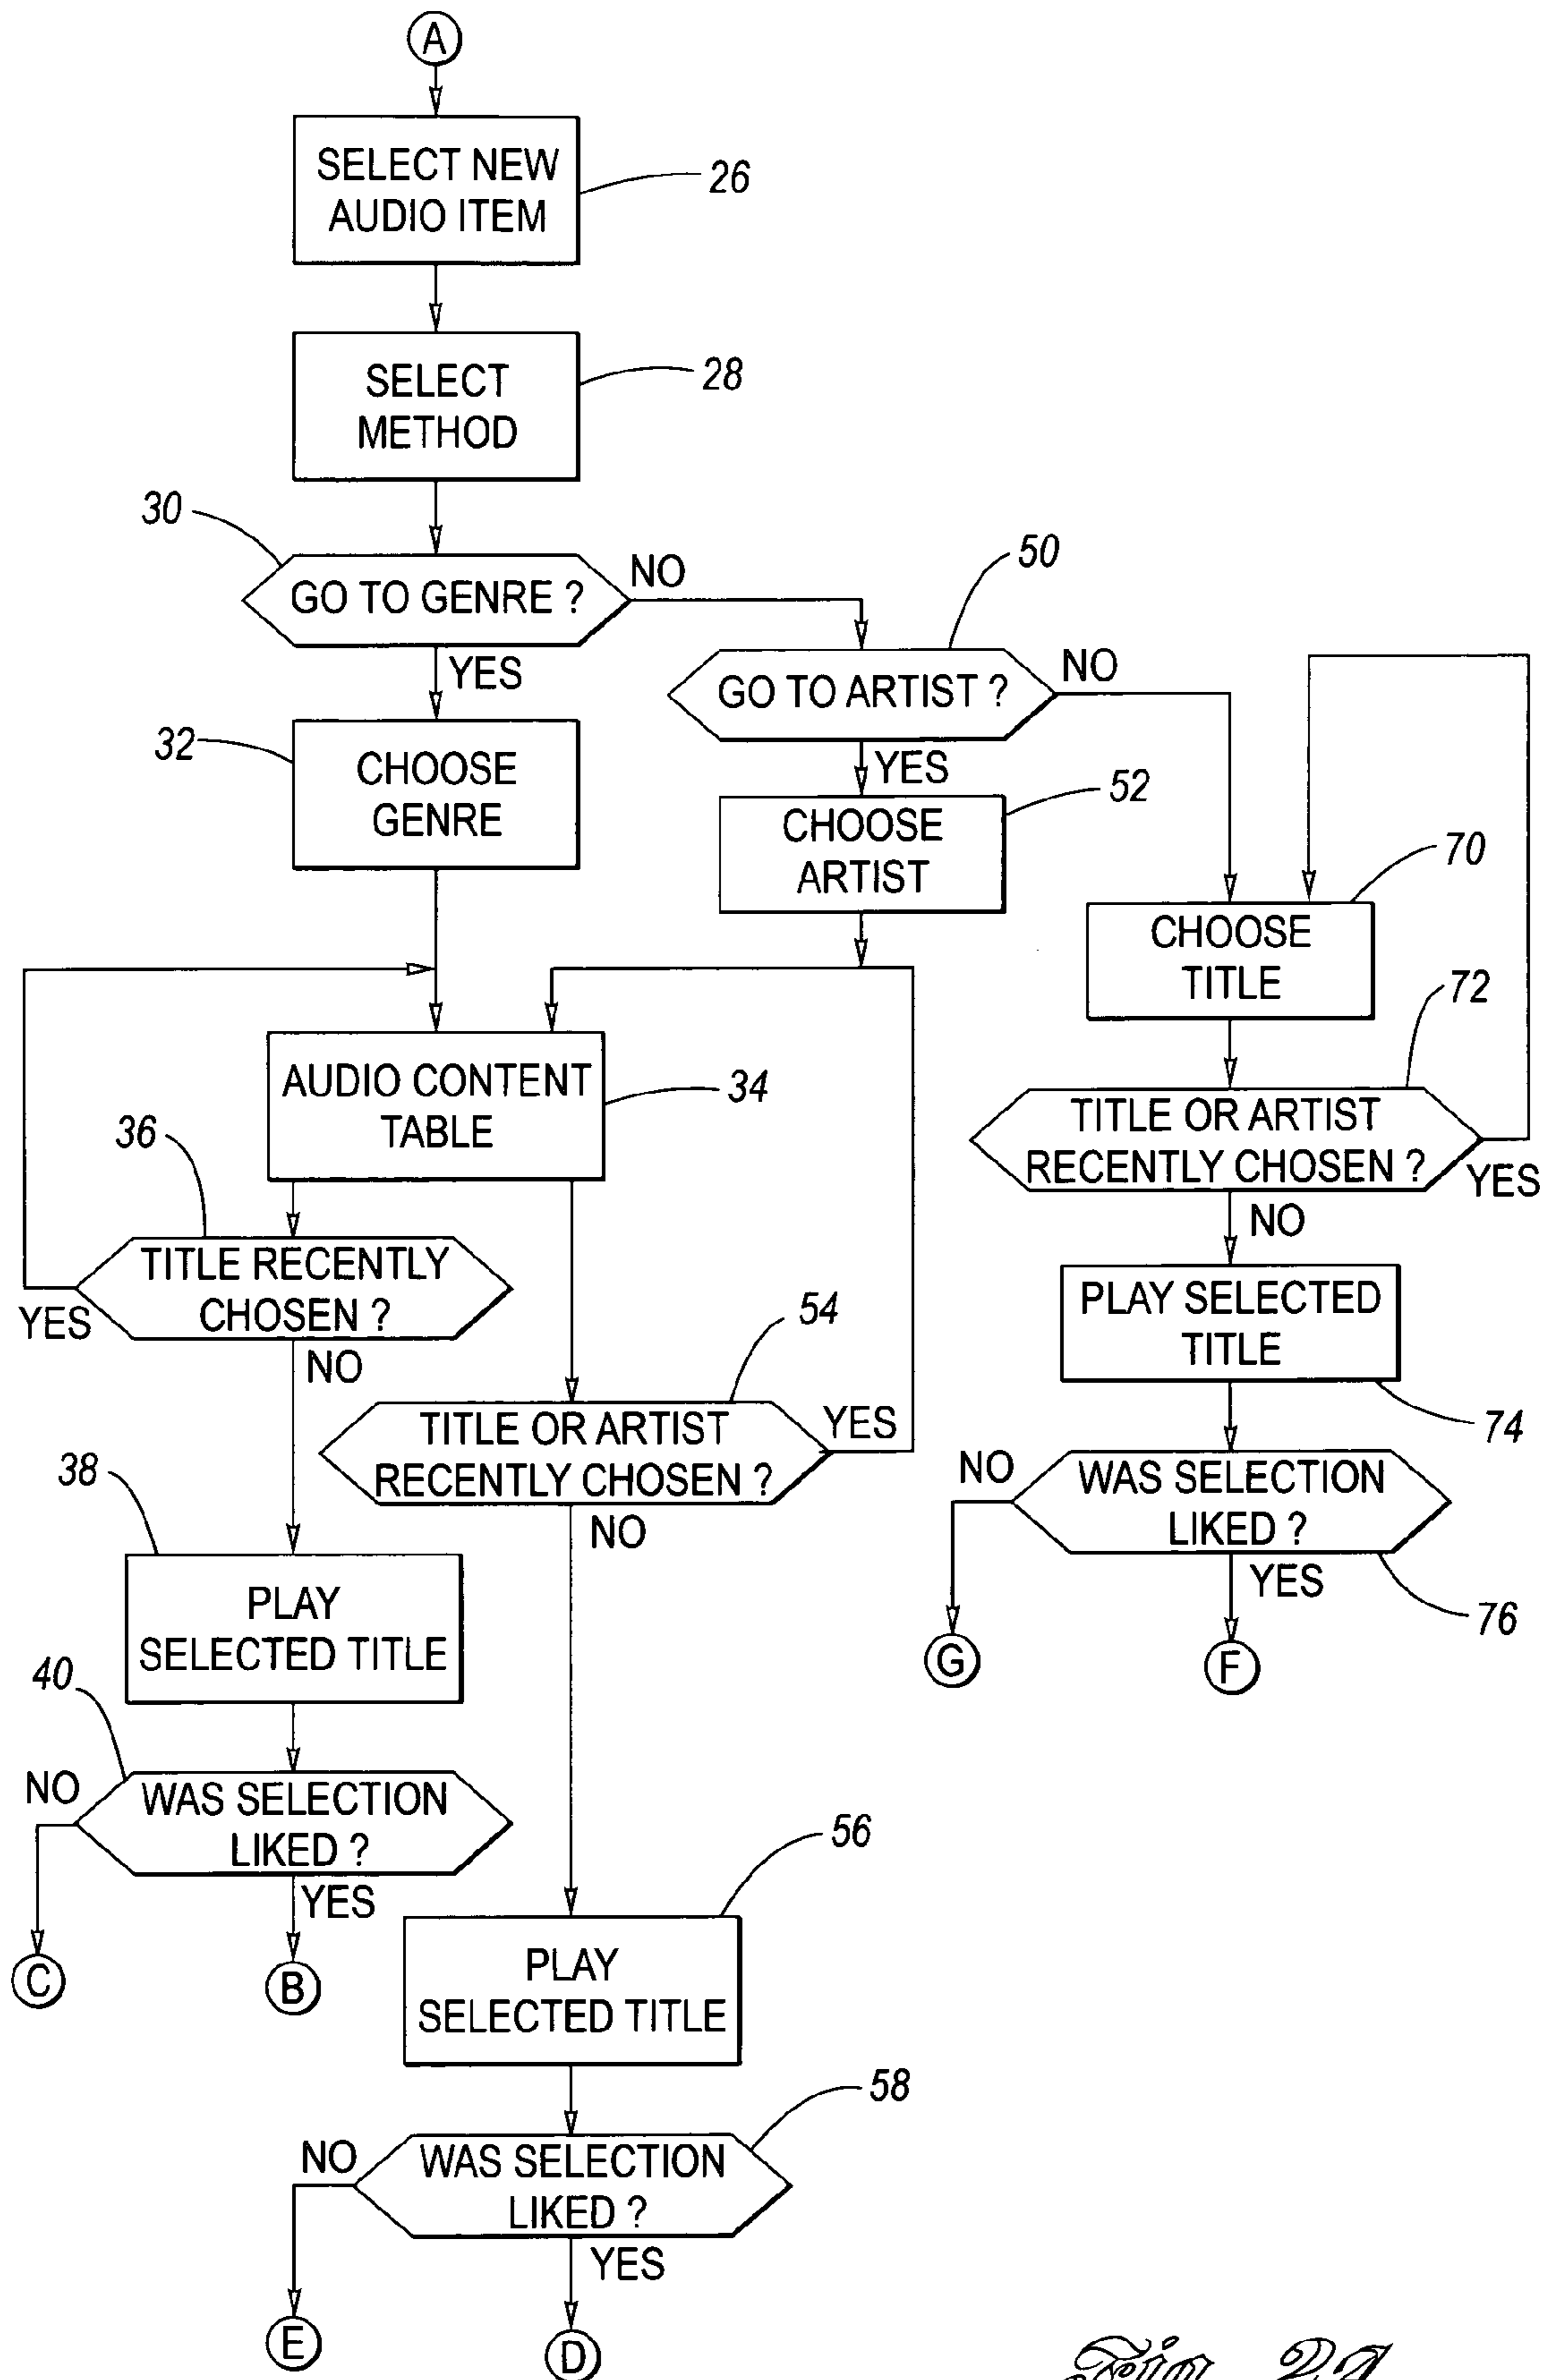 A
SELECT NEW
AUDIO ITEM
26
SELECT
METHOD
28
30
GO TO GENRE ?
NO
YES
50
GO TO ARTIST ?
NO
YES
32
CHOOSE
GENRE
52
CHOOSE
ARTIST
70
CHOOSE
TITLE
AUDIO CONTENT
TABLE
34
72
TITLE OR ARTIST
RECENTLY CHOSEN ?
YES
NO
36
TITLE RECENTLY
CHOSEN ?
YES
NO
PLAY SELECTED
TITLE
74
54
TITLE OR ARTIST
RECENTLY CHOSEN ?
YES
NO
NO
WAS SELECTION
LIKED ?
YES
76
G
F
38
PLAY
SELECTED TITLE
40
NO
WAS SELECTION
LIKED ?
YES
C
B
56
PLAY
SELECTED TITLE
58
NO
WAS SELECTION
LIKED ?
YES
E
D